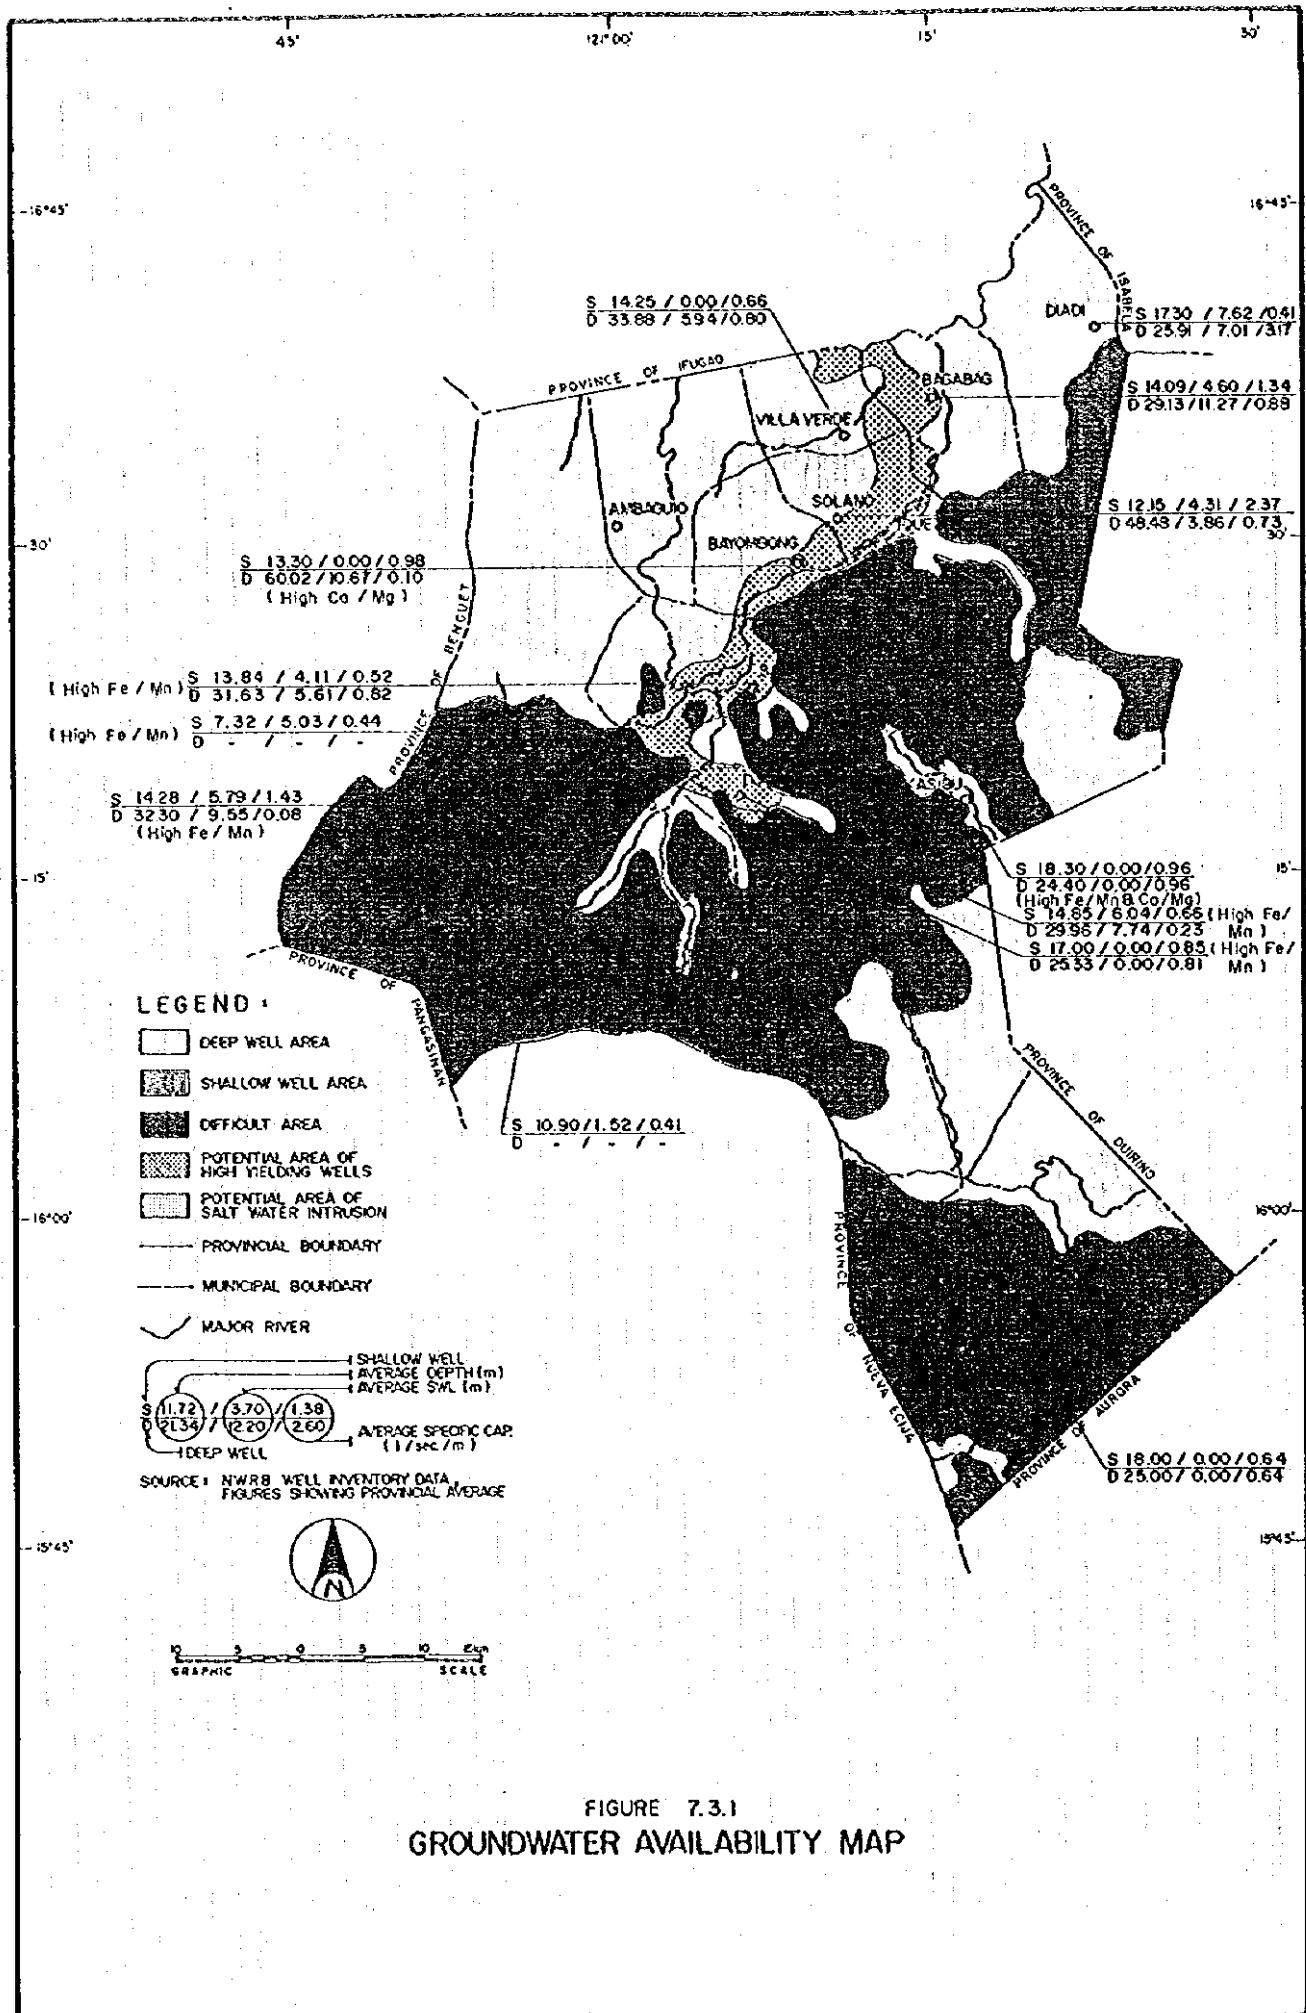 45'
121°00'
15'
30'
16°45'
16°45'
PROVINCE OF ISABELA
S 14.25 / 0.00 / 0.66
D 33.88 / 5.94 / 0.80
DIADI
S 17.30 / 7.62 / 0.41
D 25.91 / 7.01 / 3.17
PROVINCE OF IFUGAO
BAGABAG
S 14.09 / 4.60 / 1.34
D 29.13 / 11.27 / 0.88
VILLA VERDE
SOLANO
AMBAGUIO
S 12.15 / 4.31 / 2.37
D 48.48 / 3.86 / 0.73
BAYOMBONG
30'
30'
S 13.30 / 0.00 / 0.98
D 60.02 / 10.67 / 0.10
( High Ca / Mg )
PROVINCE OF BENGUET
( High Fe / Mn ) S 13.84 / 4.11 / 0.52
D 31.63 / 5.61 / 0.82
( High Fe / Mn ) S 7.32 / 5.03 / 0.44
D - / - / -
S 14.28 / 5.79 / 1.43
D 32.30 / 9.55 / 0.08
( High Fe / Mn )
KASIBU
15'
15'
S 18.30 / 0.00 / 0.96
D 24.40 / 0.00 / 0.96
(High Fe/Mn & Ca/Mg)
S 14.85 / 6.04 / 0.66 (High Fe/
D 29.96 / 7.74 / 0.23 Mn )
S 17.00 / 0.00 / 0.85 (High Fe/
D 25.33 / 0.00 / 0.81 Mn )
PROVINCE OF PANGASINAN
LEGEND :
DEEP WELL AREA
SHALLOW WELL AREA
DIFFICULT AREA
POTENTIAL AREA OF
HIGH YIELDING WELLS
POTENTIAL AREA OF
SALT WATER INTRUSION
PROVINCIAL BOUNDARY
MUNICIPAL BOUNDARY
MAJOR RIVER
S 10.90 / 1.52 / 0.41
D - / - / -
PROVINCE OF QUIRINO
16°00'
16°00'
PROVINCE OF NUEVA ECIJA
SHALLOW WELL
AVERAGE DEPTH (m)
AVERAGE SWL (m)
S 11.72 / 3.70 / 1.38
D 21.34 / 12.20 / 2.60
AVERAGE SPECIFIC CAP.
( l / sec / m )
DEEP WELL
SOURCE : NWRB WELL INVENTORY DATA,
FIGURES SHOWING PROVINCIAL AVERAGE
PROVINCE OF AURORA
S 18.00 / 0.00 / 0.64
D 25.00 / 0.00 / 0.64
15°45'
15°45'
N
10 5 0 5 10 15km
GRAPHIC SCALE
FIGURE 7.3.1
GROUNDWATER AVAILABILITY MAP